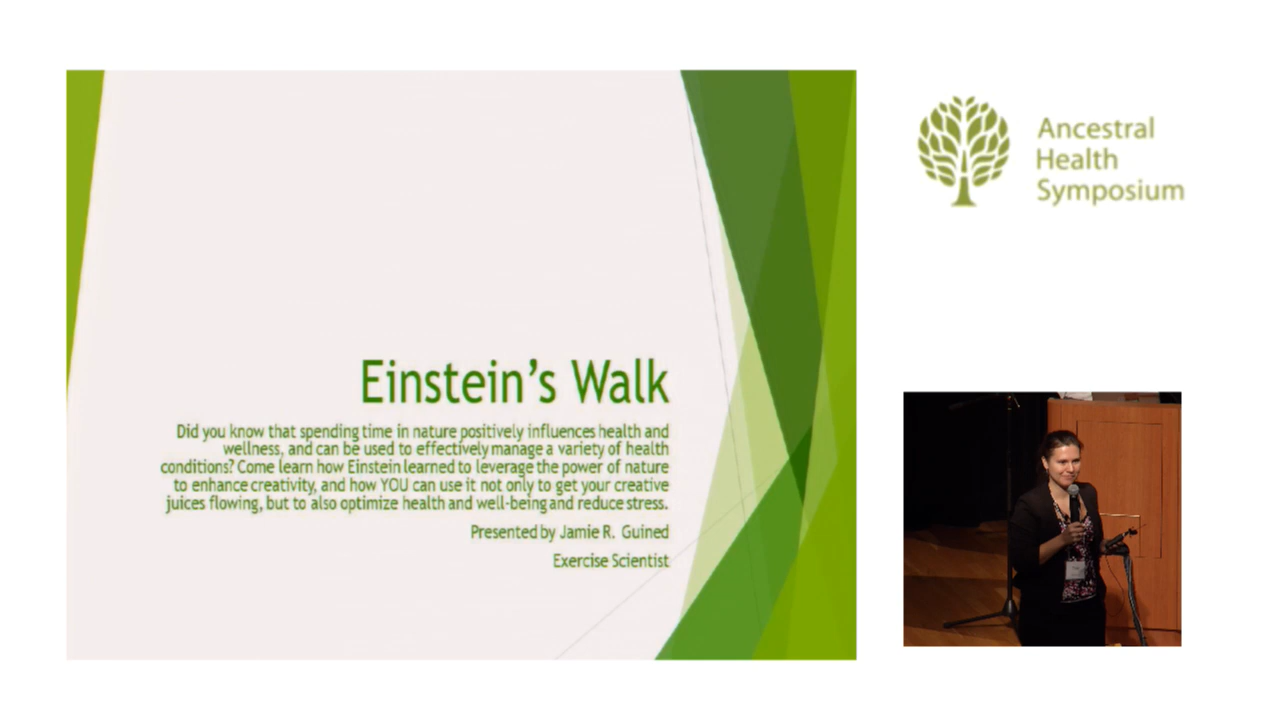 Einstein's Walk
Did you know that spending time in nature positively influences health and
wellness, and can be used to effectively manage a variety of health
conditions? Come learn how Einstein learned to leverage the power of nature
to enhance creativity, and how YOU can use it not only to get your creative
juices flowing, but to also optimize health and well-being and reduce stress.
Presented by Jamie R. Guined
Exercise Scientist
Ancestral
Health
Symposium